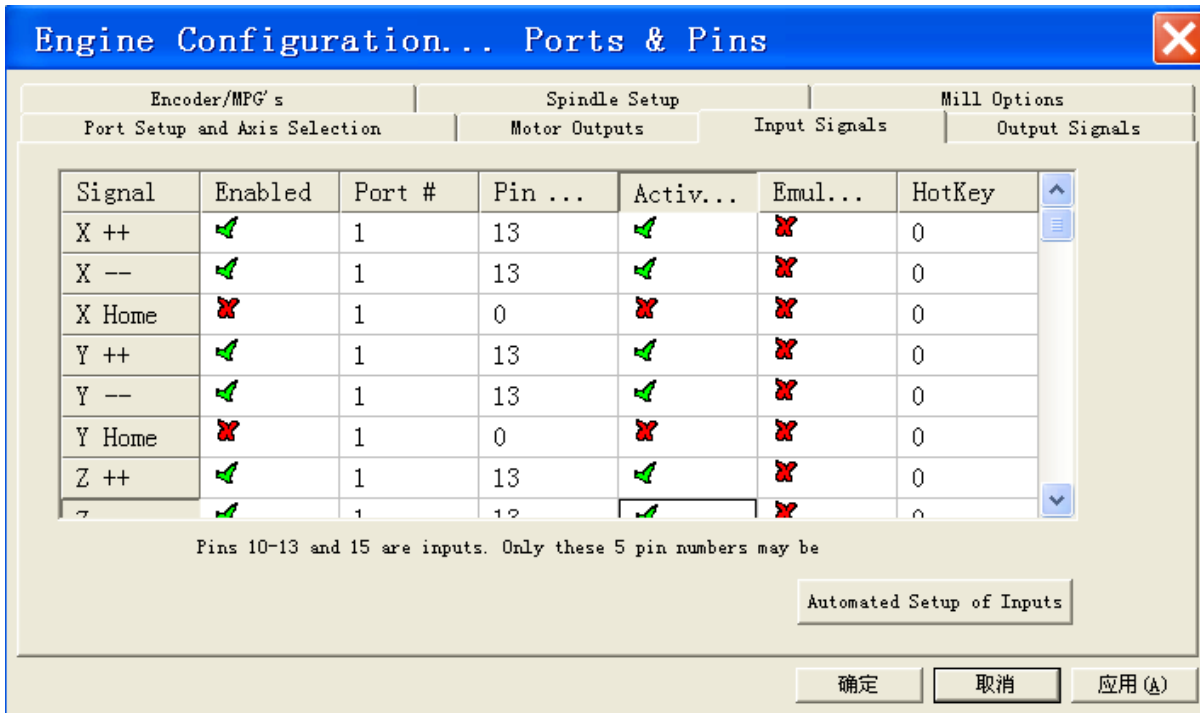 Engine Configuration... Ports & Pins
Encoder/MPG's Spindle Setup Mill Options
Port Setup and Axis Selection Motor Outputs Input Signals Output Signals
Signal Enabled Port # Pin ... Activ... Emul... HotKey
X ++ 1 13 0
X -- 1 13 0
X Home 1 0 0
Y ++ 1 13 0
Y -- 1 13 0
Y Home 1 0 0
Z ++ 1 13 0
Pins 10-13 and 15 are inputs. Only these 5 pin numbers may be
Automated Setup of Inputs
确定 取消 应用(A)